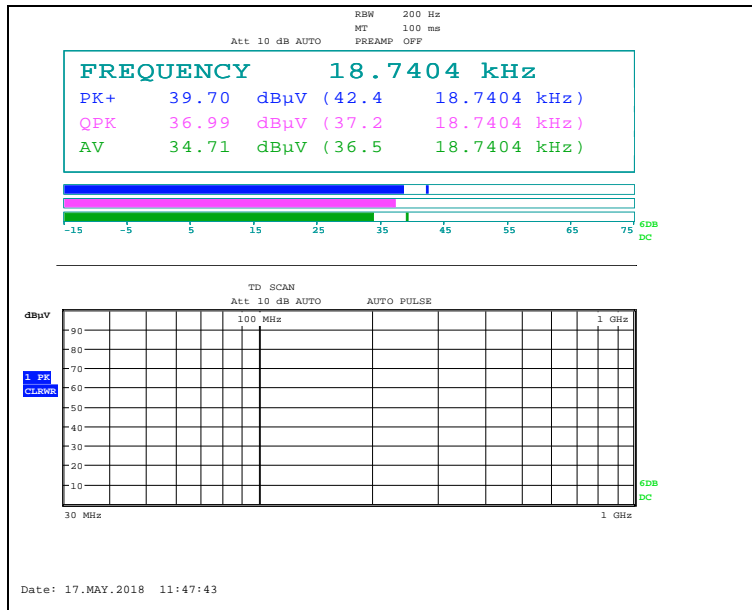 RBW 200 Hz
MT 100 ms
Att 10 dB AUTO PREAMP OFF
FREQUENCY 18.7404 kHz
PK+ 39.70 dBµV (42.4 18.7404 kHz)
QPK 36.99 dBµV (37.2 18.7404 kHz)
AV 34.71 dBµV (36.5 18.7404 kHz)
-15 -5 5 15 25 35 45 55 65 75
6DB
DC
TD SCAN
Att 10 dB AUTO AUTO PULSE
dBµV
100 MHz 1 GHz
90
80
70
1 PK
60
CLRWR
50
40
30
20
10
6DB
DC
30 MHz 1 GHz
Date: 17.MAY.2018 11:47:43